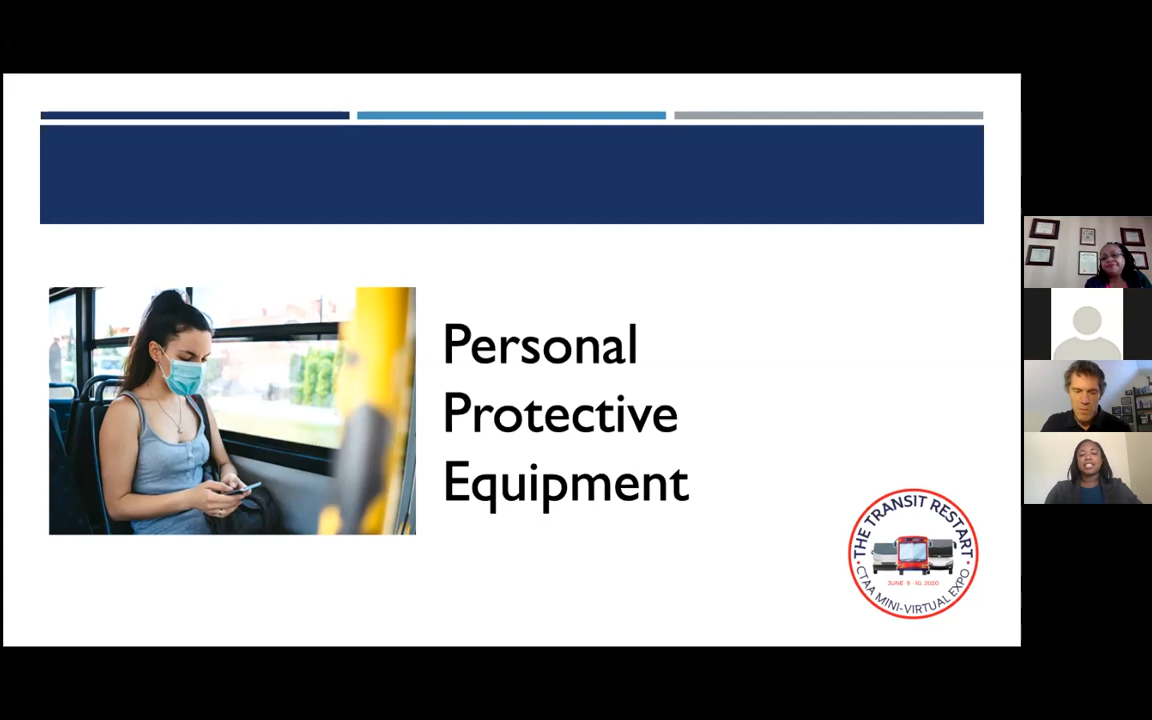 Personal
Protective
Equipment
THE TRANSIT RESTART
JUNE 9 - 10, 2020
CTAA MINI-VIRTUAL EXPO